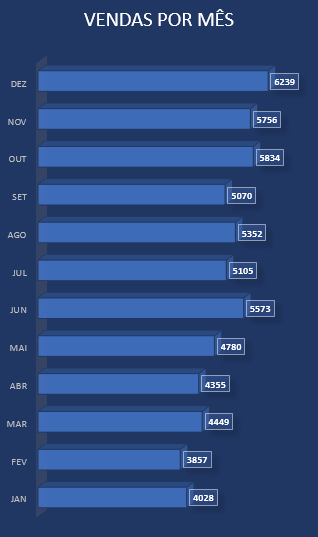 VENDAS POR MÊS
DEZ 6239
NOV 5756
OUT 5834
SET 5070
AGO 5352
JUL 5105
JUN 5573
MAI 4780
ABR 4355
MAR 4449
FEV 3857
JAN 4028